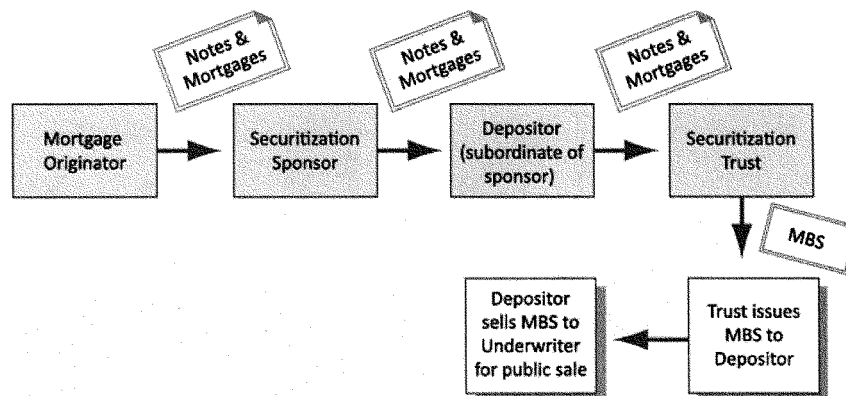 Notes &
Mortgages
Notes &
Mortgages
Notes &
Mortgages
Mortgage
Originator
Securitization
Sponsor
Depositor
(subordinate of
sponsor)
Securitization
Trust
MBS
Depositor
sells MBS to
Underwriter
for public sale
Trust issues
MBS to
Depositor